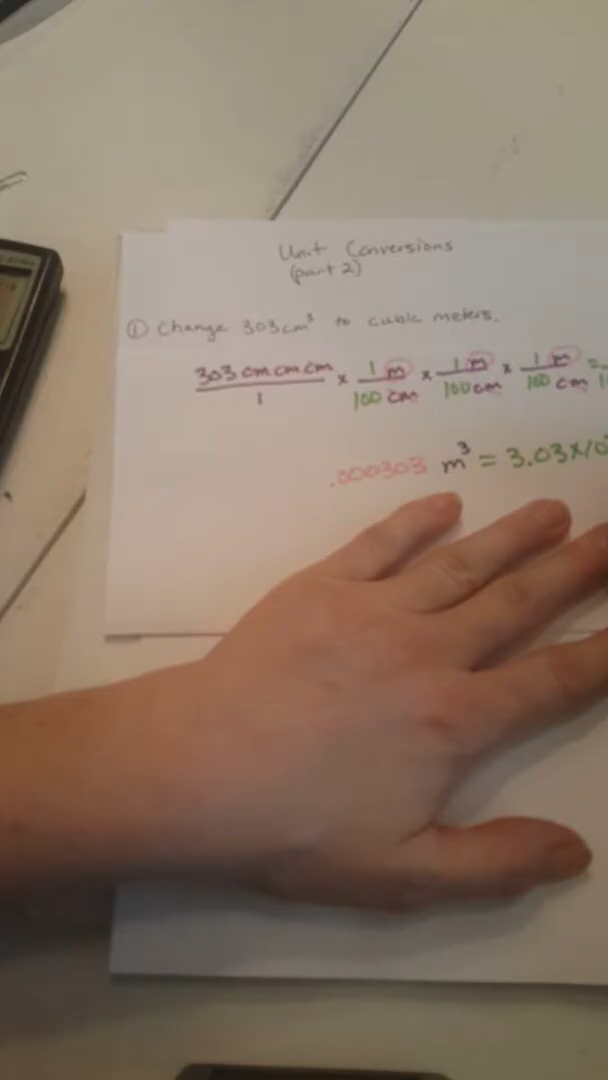 Unit Conversions
(part 2)
① Change 303cm³ to cubic meters.
303 cm cm cm / 1 x 1 m / 100 cm x 1 m / 100 cm x 1 m / 100 cm =
.000303 m³ = 3.03x10